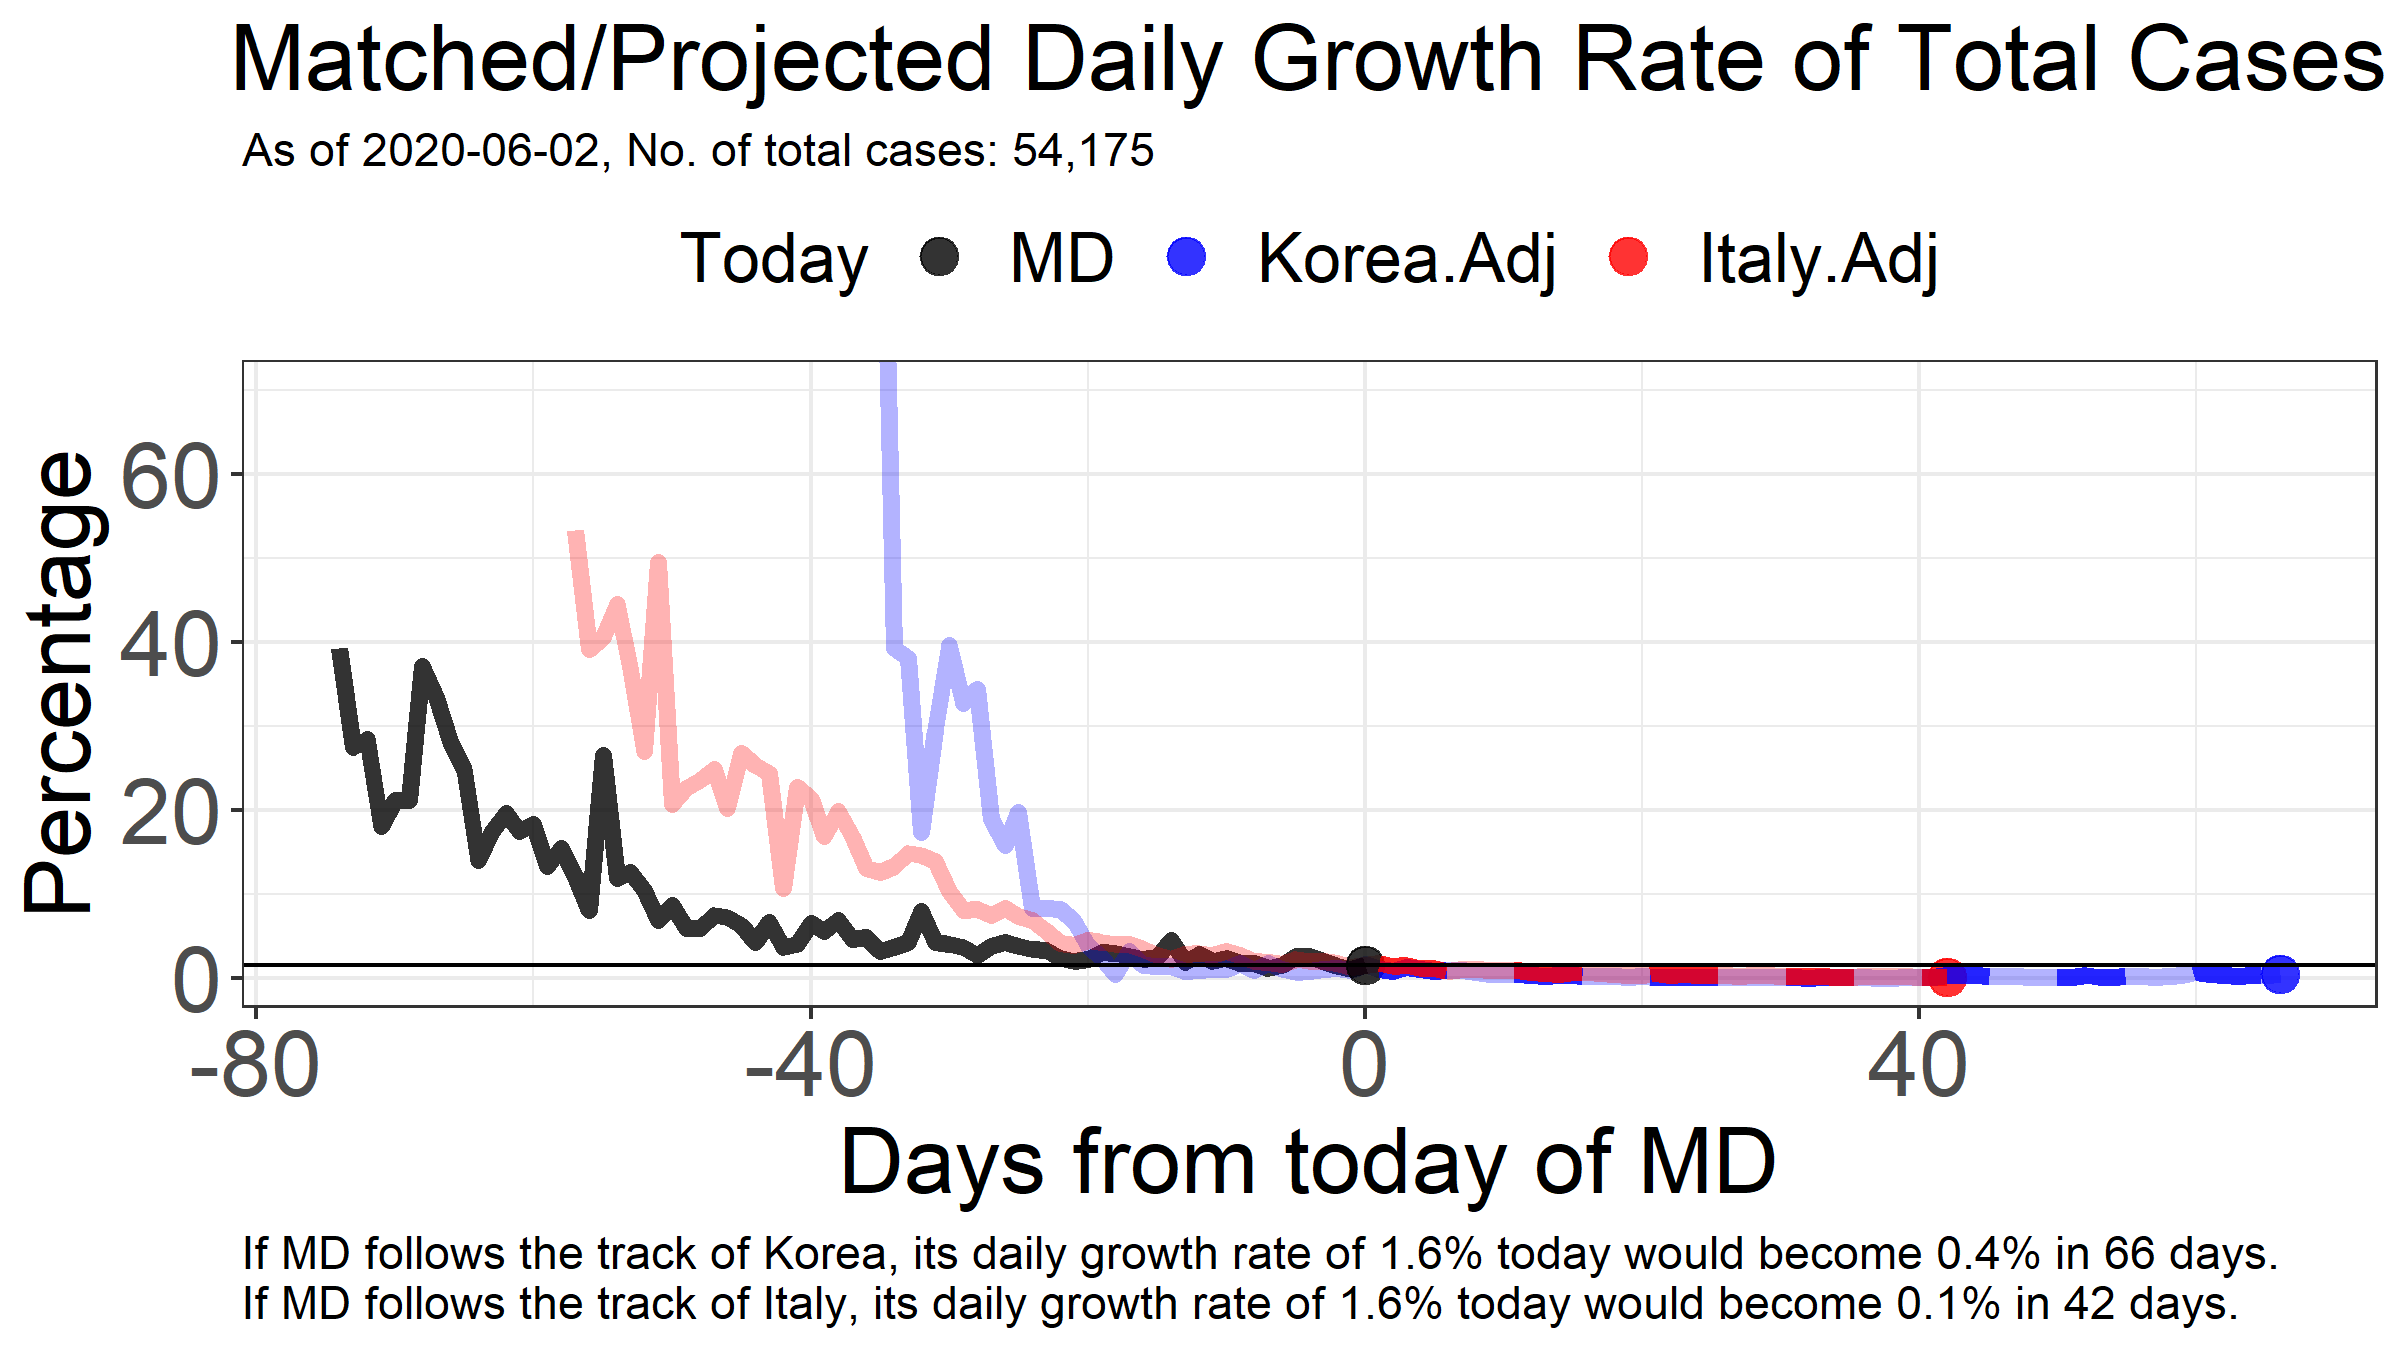 Matched/Projected Daily Growth Rate of Total Cases
As of 2020-06-02, No. of total cases: 54,175
Today MD Korea.Adj Italy.Adj
Percentage
60
40
20
0
-80 -40 0 40
Days from today of MD
If MD follows the track of Korea, its daily growth rate of 1.6% today would become 0.4% in 66 days.
If MD follows the track of Italy, its daily growth rate of 1.6% today would become 0.1% in 42 days.